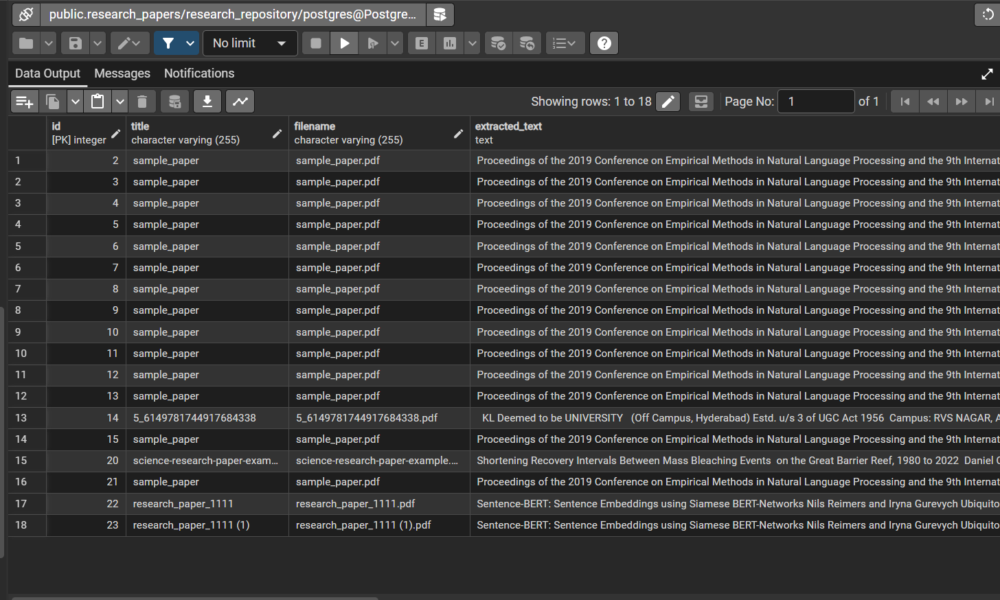 public.research_papers/research_repository/postgres@Postgre...
No limit
E
?
Data Output Messages Notifications
Showing rows: 1 to 18 Page No: 1 of 1
id title filename extracted_text
[PK] integer character varying (255) character varying (255) text
1 2 sample_paper sample_paper.pdf Proceedings of the 2019 Conference on Empirical Methods in Natural Language Processing and the 9th Internat
2 3 sample_paper sample_paper.pdf Proceedings of the 2019 Conference on Empirical Methods in Natural Language Processing and the 9th Internat
3 4 sample_paper sample_paper.pdf Proceedings of the 2019 Conference on Empirical Methods in Natural Language Processing and the 9th Internat
4 5 sample_paper sample_paper.pdf Proceedings of the 2019 Conference on Empirical Methods in Natural Language Processing and the 9th Internat
5 6 sample_paper sample_paper.pdf Proceedings of the 2019 Conference on Empirical Methods in Natural Language Processing and the 9th Internat
6 7 sample_paper sample_paper.pdf Proceedings of the 2019 Conference on Empirical Methods in Natural Language Processing and the 9th Internat
7 8 sample_paper sample_paper.pdf Proceedings of the 2019 Conference on Empirical Methods in Natural Language Processing and the 9th Internat
8 9 sample_paper sample_paper.pdf Proceedings of the 2019 Conference on Empirical Methods in Natural Language Processing and the 9th Internat
9 10 sample_paper sample_paper.pdf Proceedings of the 2019 Conference on Empirical Methods in Natural Language Processing and the 9th Internat
10 11 sample_paper sample_paper.pdf Proceedings of the 2019 Conference on Empirical Methods in Natural Language Processing and the 9th Internat
11 12 sample_paper sample_paper.pdf Proceedings of the 2019 Conference on Empirical Methods in Natural Language Processing and the 9th Internat
12 13 sample_paper sample_paper.pdf Proceedings of the 2019 Conference on Empirical Methods in Natural Language Processing and the 9th Internat
13 14 5_6149781744917684338 5_6149781744917684338.pdf KL Deemed to be UNIVERSITY (Off Campus, Hyderabad) Estd. u/s 3 of UGC Act 1956 Campus: RVS NAGAR, A
14 15 sample_paper sample_paper.pdf Proceedings of the 2019 Conference on Empirical Methods in Natural Language Processing and the 9th Internat
15 20 science-research-paper-exam... science-research-paper-example.... Shortening Recovery Intervals Between Mass Bleaching Events on the Great Barrier Reef, 1980 to 2022 Daniel C
16 21 sample_paper sample_paper.pdf Proceedings of the 2019 Conference on Empirical Methods in Natural Language Processing and the 9th Internat
17 22 research_paper_1111 research_paper_1111.pdf Sentence-BERT: Sentence Embeddings using Siamese BERT-Networks Nils Reimers and Iryna Gurevych Ubiquito
18 23 research_paper_1111 (1) research_paper_1111 (1).pdf Sentence-BERT: Sentence Embeddings using Siamese BERT-Networks Nils Reimers and Iryna Gurevych Ubiquito